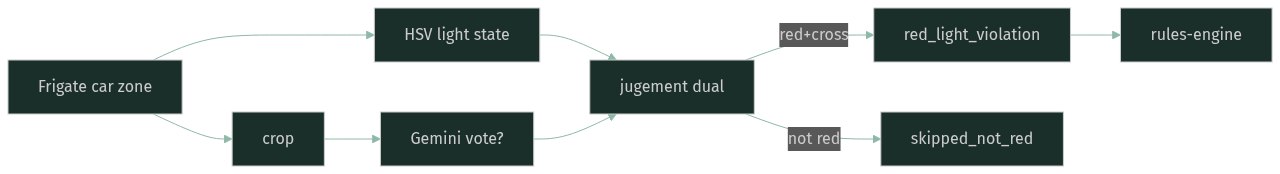 Frigate car zone
HSV light state
crop
Gemini vote?
jugement dual
red+cross
red_light_violation
rules-engine
not red
skipped_not_red